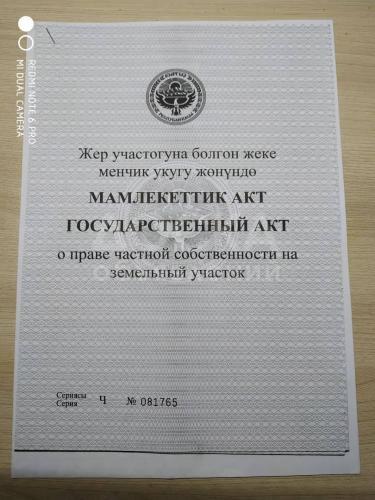 REDMI NOTE 6 PRO
MI DUAL CAMERA
Жер участогуна болгон жеке
менчик укугу жөнүндө
МАМЛЕКЕТТИК АКТ
ГОСУДАРСТВЕННЫЙ АКТ
о праве частной собственности на
земельный участок
Сериясы
Серия
Ч № 081765